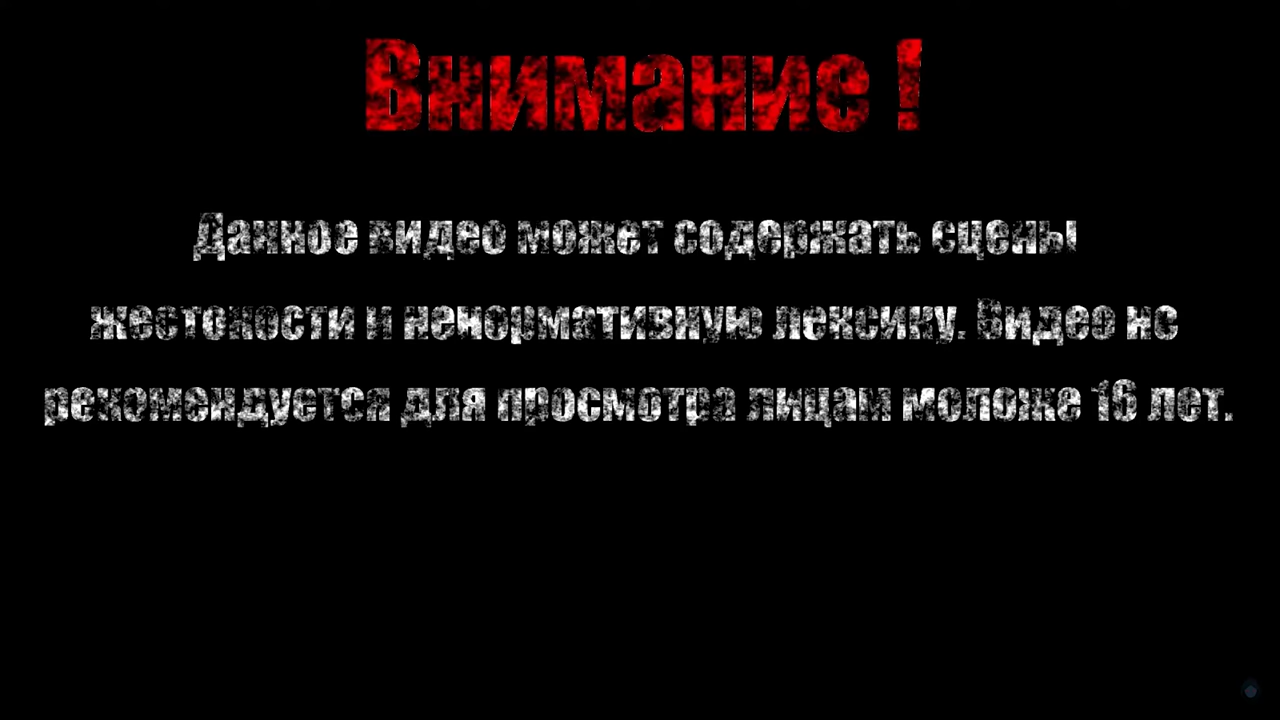 Внимание !
Данное видео может содержать сцены
жестокости и ненормативную лексику. Видео не
рекомендуется для просмотра лицам моложе 16 лет.